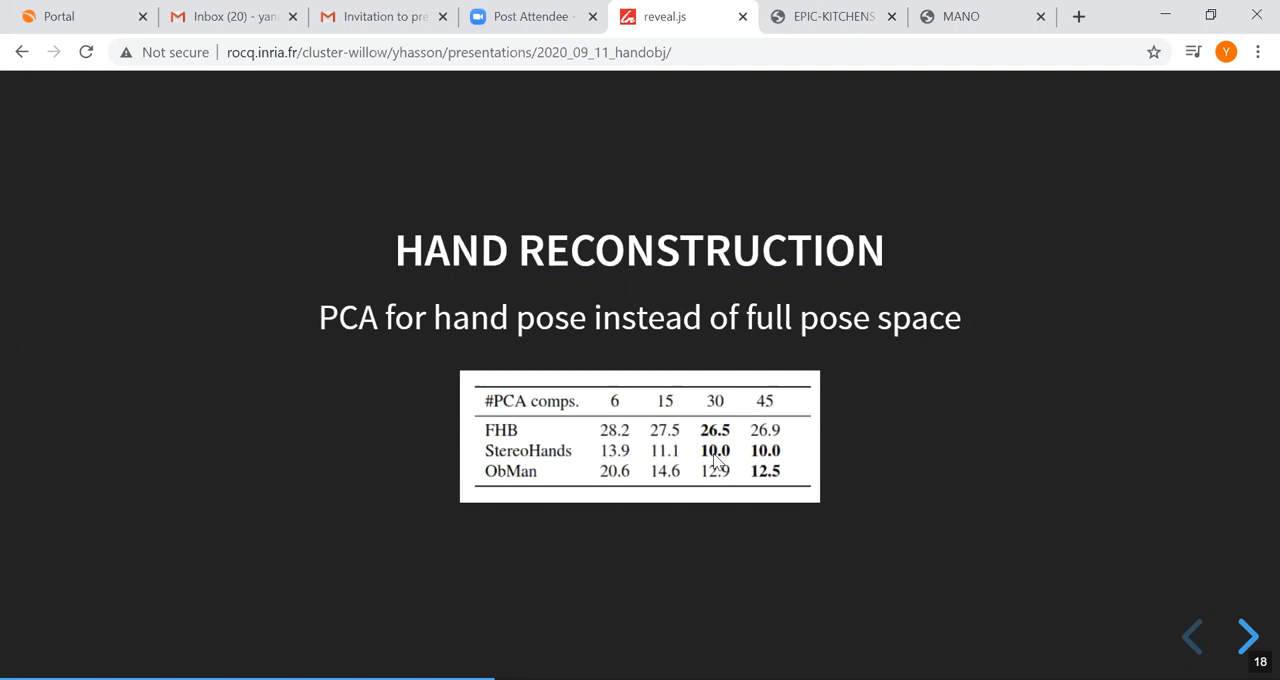 Portal
Inbox (20) - yan
Invitation to pre
Post Attendee -
reveal.js
EPIC-KITCHENS
MANO
Not secure
rocq.inria.fr/cluster-willow/yhasson/presentations/2020_09_11_handobj/
Y
HAND RECONSTRUCTION
PCA for hand pose instead of full pose space
#PCA comps. 6 15 30 45
FHB 28.2 27.5 26.5 26.9
StereoHands 13.9 11.1 10.0 10.0
ObMan 20.6 14.6 12.9 12.5
18